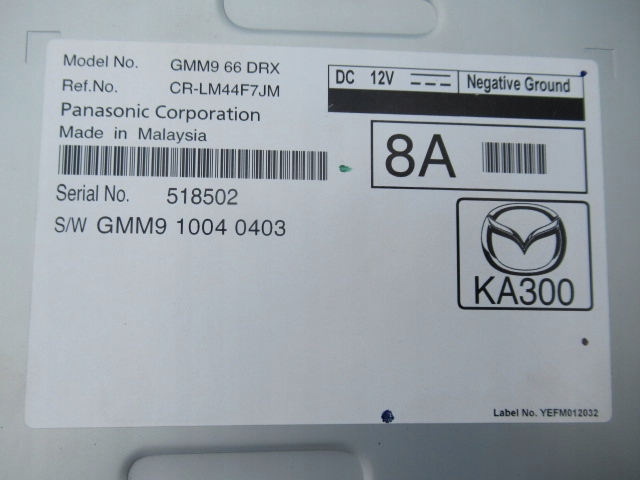 Model No. GMM9 66 DRX
Ref.No. CR-LM44F7JM
Panasonic Corporation
Made in Malaysia
Serial No. 518502
S/W GMM9 1004 0403
DC 12V Negative Ground
8A
KA300
Label No. YEFM012032